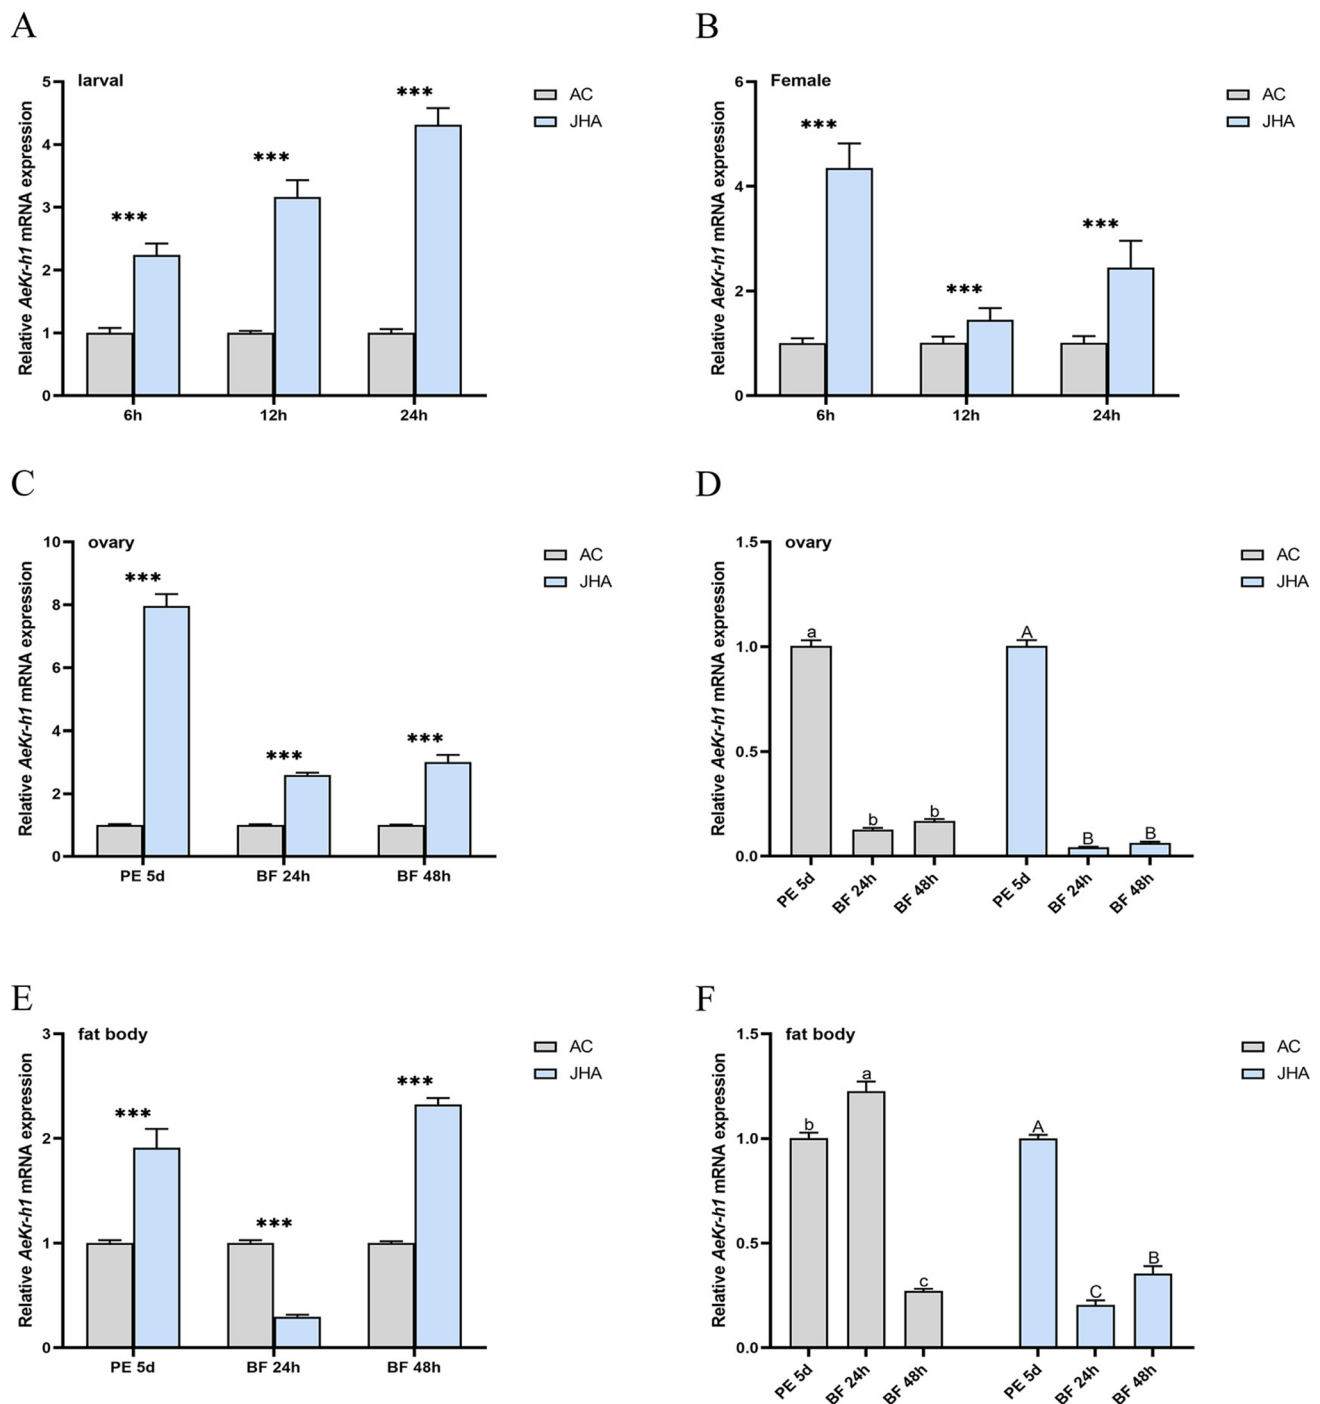 A
larval
AC
JHA
Relative AeKr-h1 mRNA expression
5
4
3
2
1
0
***
***
***
6h
12h
24h
B
Female
AC
JHA
Relative AeKr-h1 mRNA expression
6
4
2
0
***
***
***
6h
12h
24h
C
ovary
AC
JHA
Relative AeKr-h1 mRNA expression
10
8
6
4
2
0
***
***
***
PE 5d
BF 24h
BF 48h
D
ovary
AC
JHA
Relative AeKr-h1 mRNA expression
1.5
1.0
0.5
0.0
a
b
b
A
B
B
PE 5d
BF 24h
BF 48h
PE 5d
BF 24h
BF 48h
E
fat body
AC
JHA
Relative AeKr-h1 mRNA expression
3
2
1
0
***
***
***
PE 5d
BF 24h
BF 48h
F
fat body
AC
JHA
Relative AeKr-h1 mRNA expression
1.5
1.0
0.5
0.0
b
a
c
A
C
B
PE 5d
BF 24h
BF 48h
PE 5d
BF 24h
BF 48h